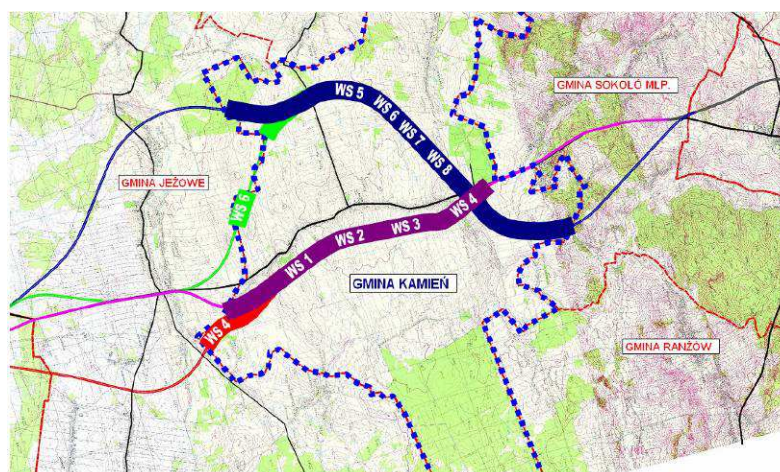 WS 5
GMINA SOKOŁÓ MŁP.
WS 6
WS 7
WS 8
GMINA JEŻOWE
WS 6
WS 4
WS 3
WS 2
WS 1
GMINA KAMIEŃ
WS 4
GMINA RANŻÓW